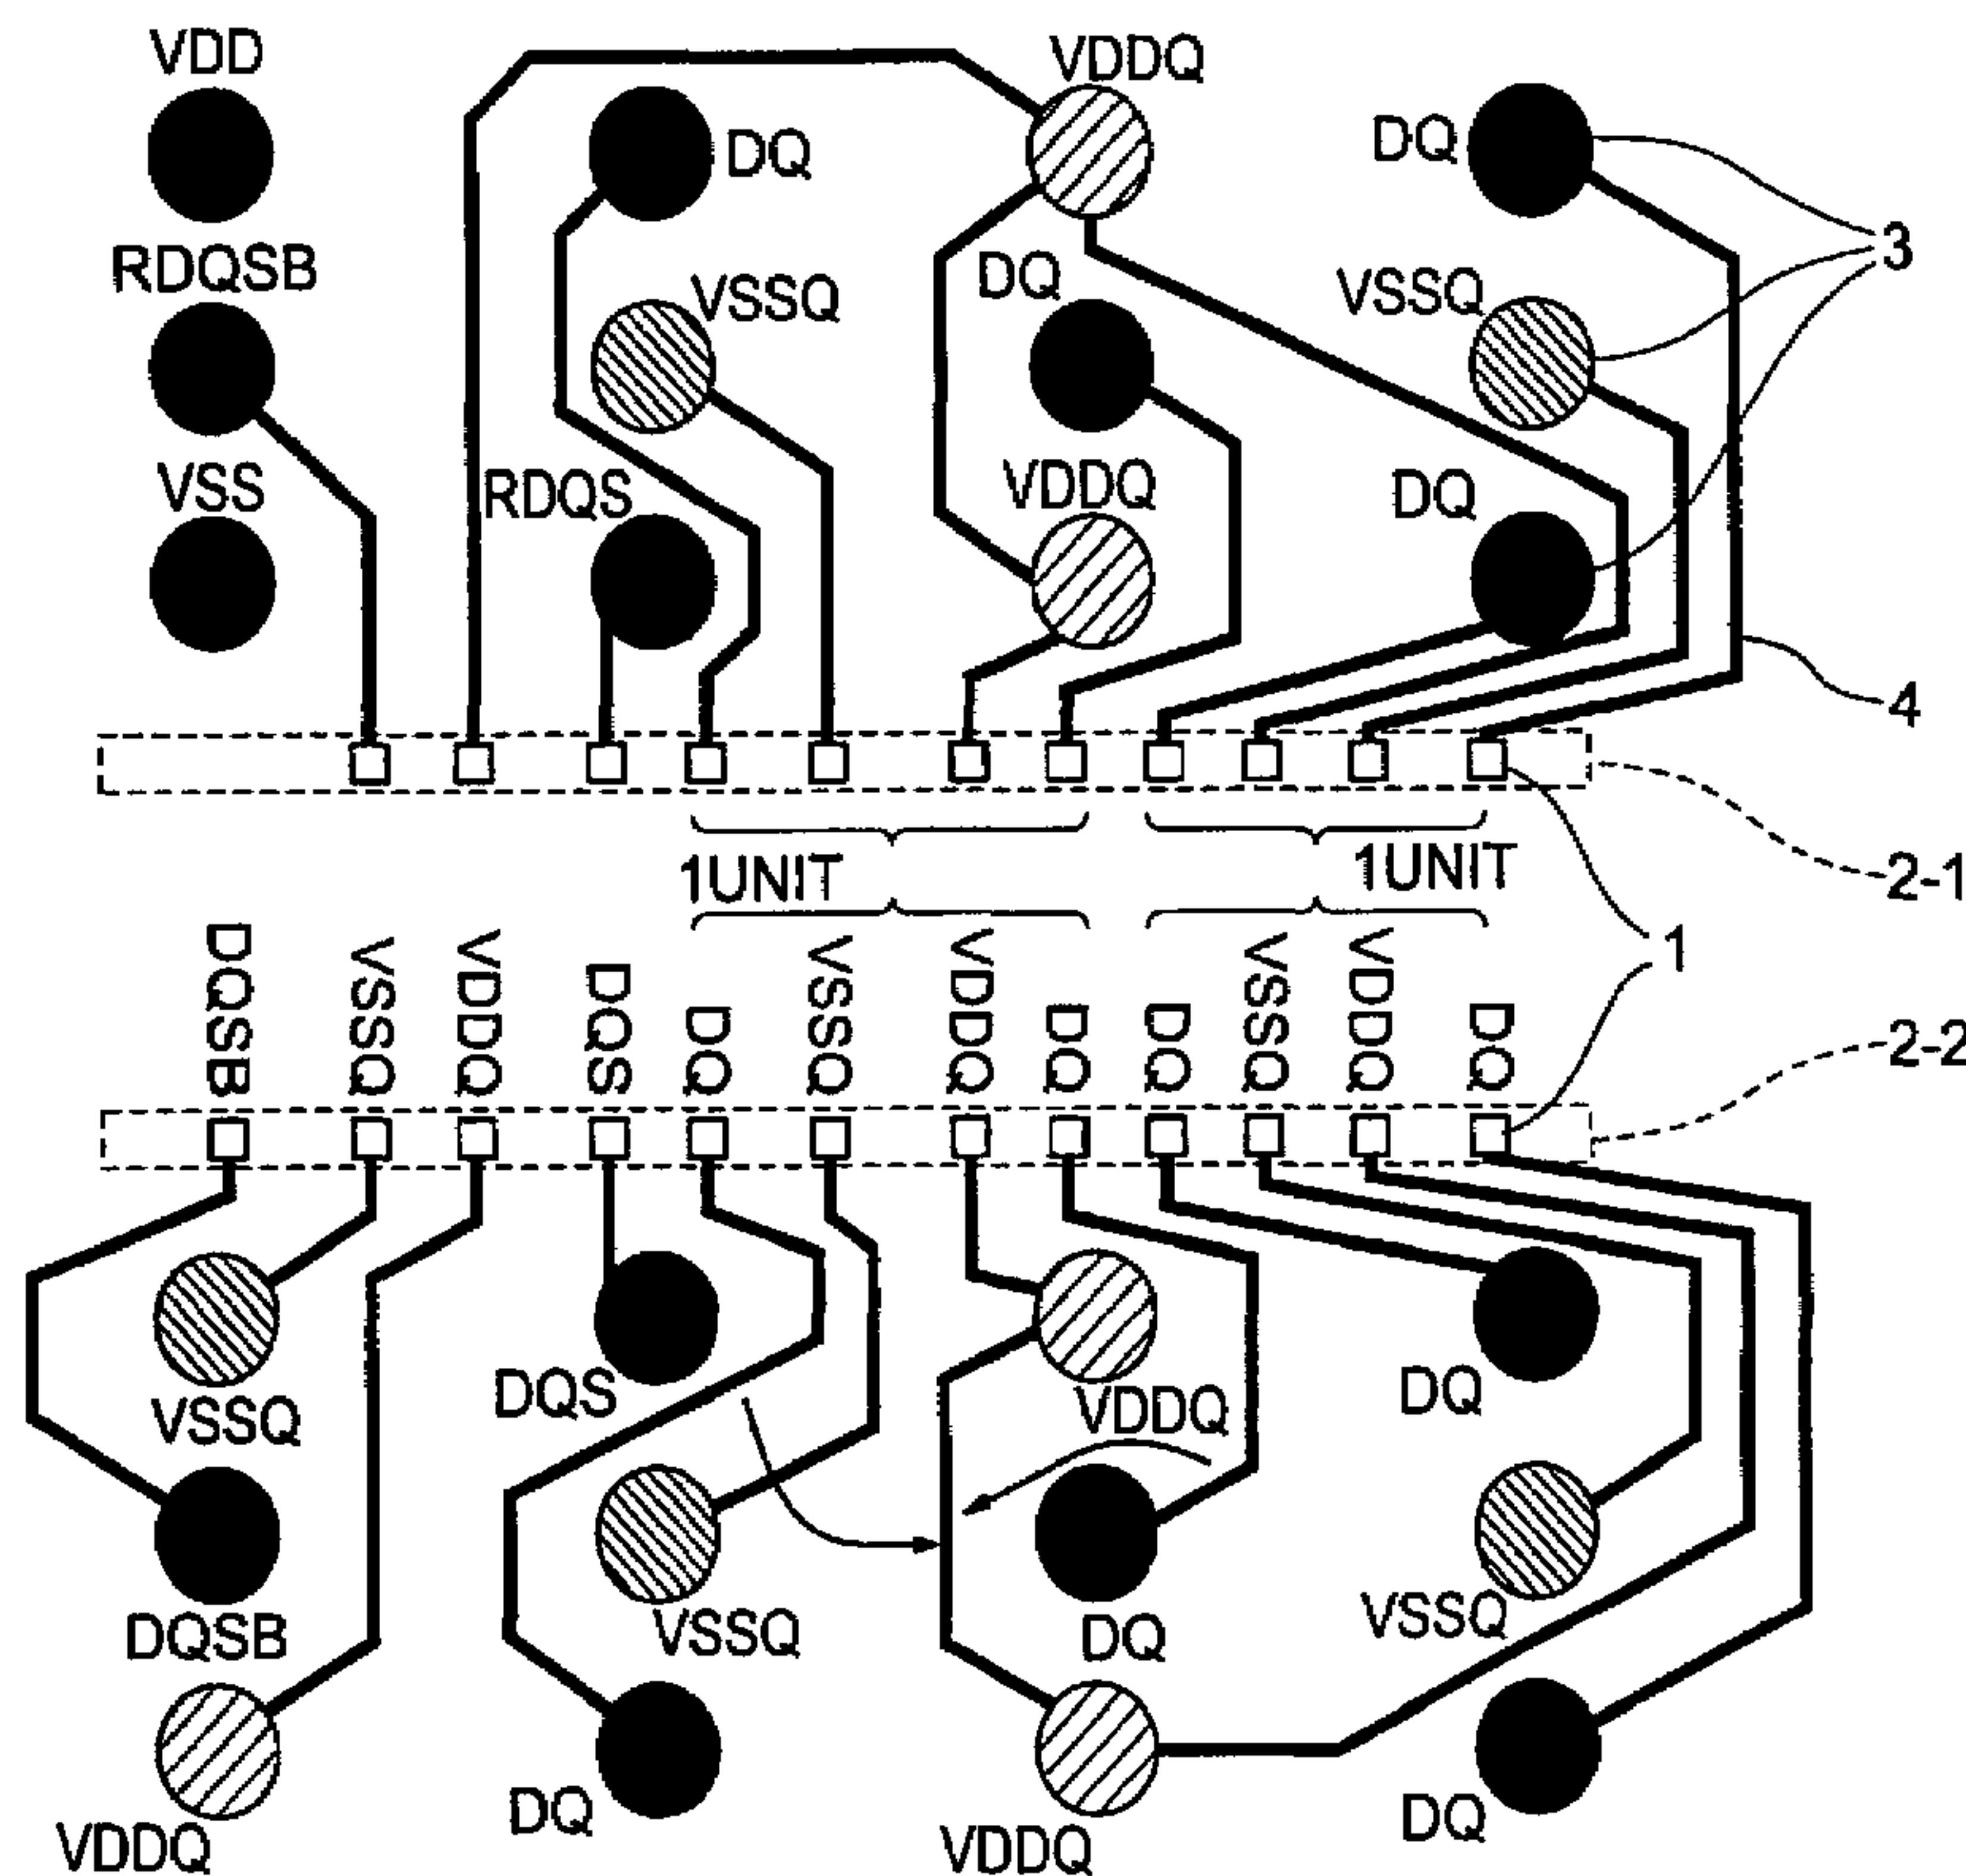 VDD
VDDQ
DQ
DQ
RDQSB
VSSQ
DQ
VSSQ
3
VSS
RDQS
VDDQ
DQ
4
2-1
1UNIT
1UNIT
1
DQSB
VSSQ
VDDQ
DQS
DQ
VSSQ
VDDQ
DQ
DQ
VSSQ
VDDQ
DQ
2-2
VSSQ
DQS
VDDQ
DQ
DQSB
VSSQ
DQ
VSSQ
VDDQ
DQ
VDDQ
DQ